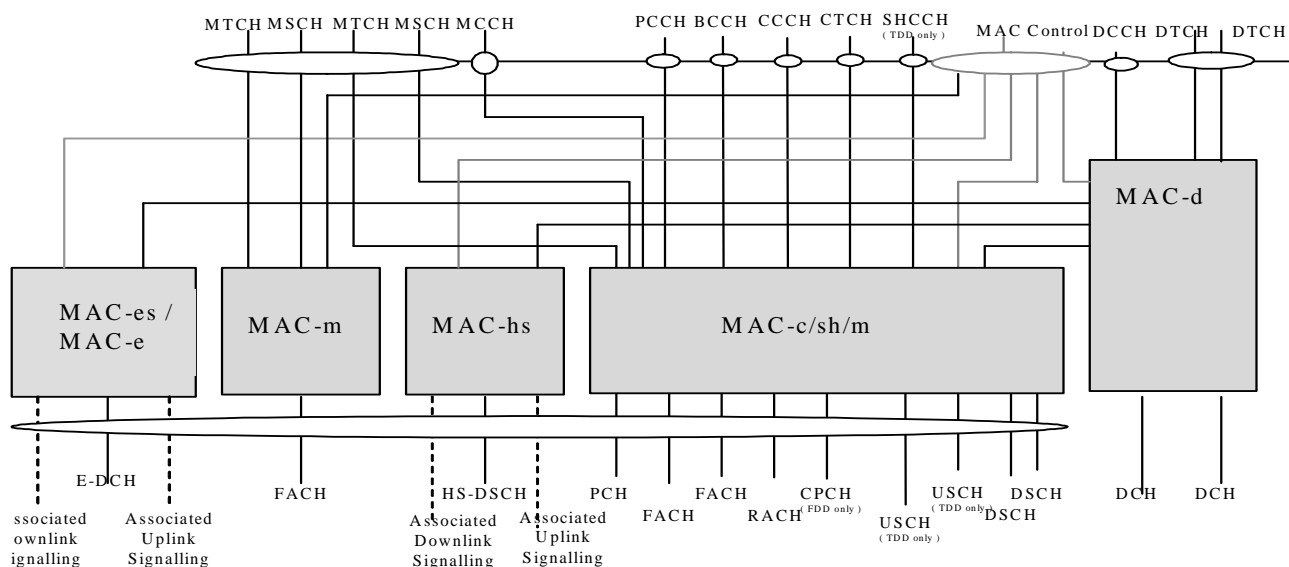 MTCH MSCH MTCH MSCH MCCH PCCH BCCH CCCH CTCH SHCCH MAC Control DCCH DTCH DTCH
( TDD only )
MAC-d
MAC-es /
MAC-e
MAC-m
MAC-hs
MAC-c/sh/m
E-DCH
FACH
HS-DSCH
PCH
FACH
FACH
RACH
CPCH
( FDD only )
USCH
( TDD only )
USCH
( TDD only )
DSCH
DSCH
DCH
DCH
ssociated
ownlink
ignalling
Associated
Uplink
Signalling
Associated
Downlink
Signalling
Associated
Uplink
Signalling